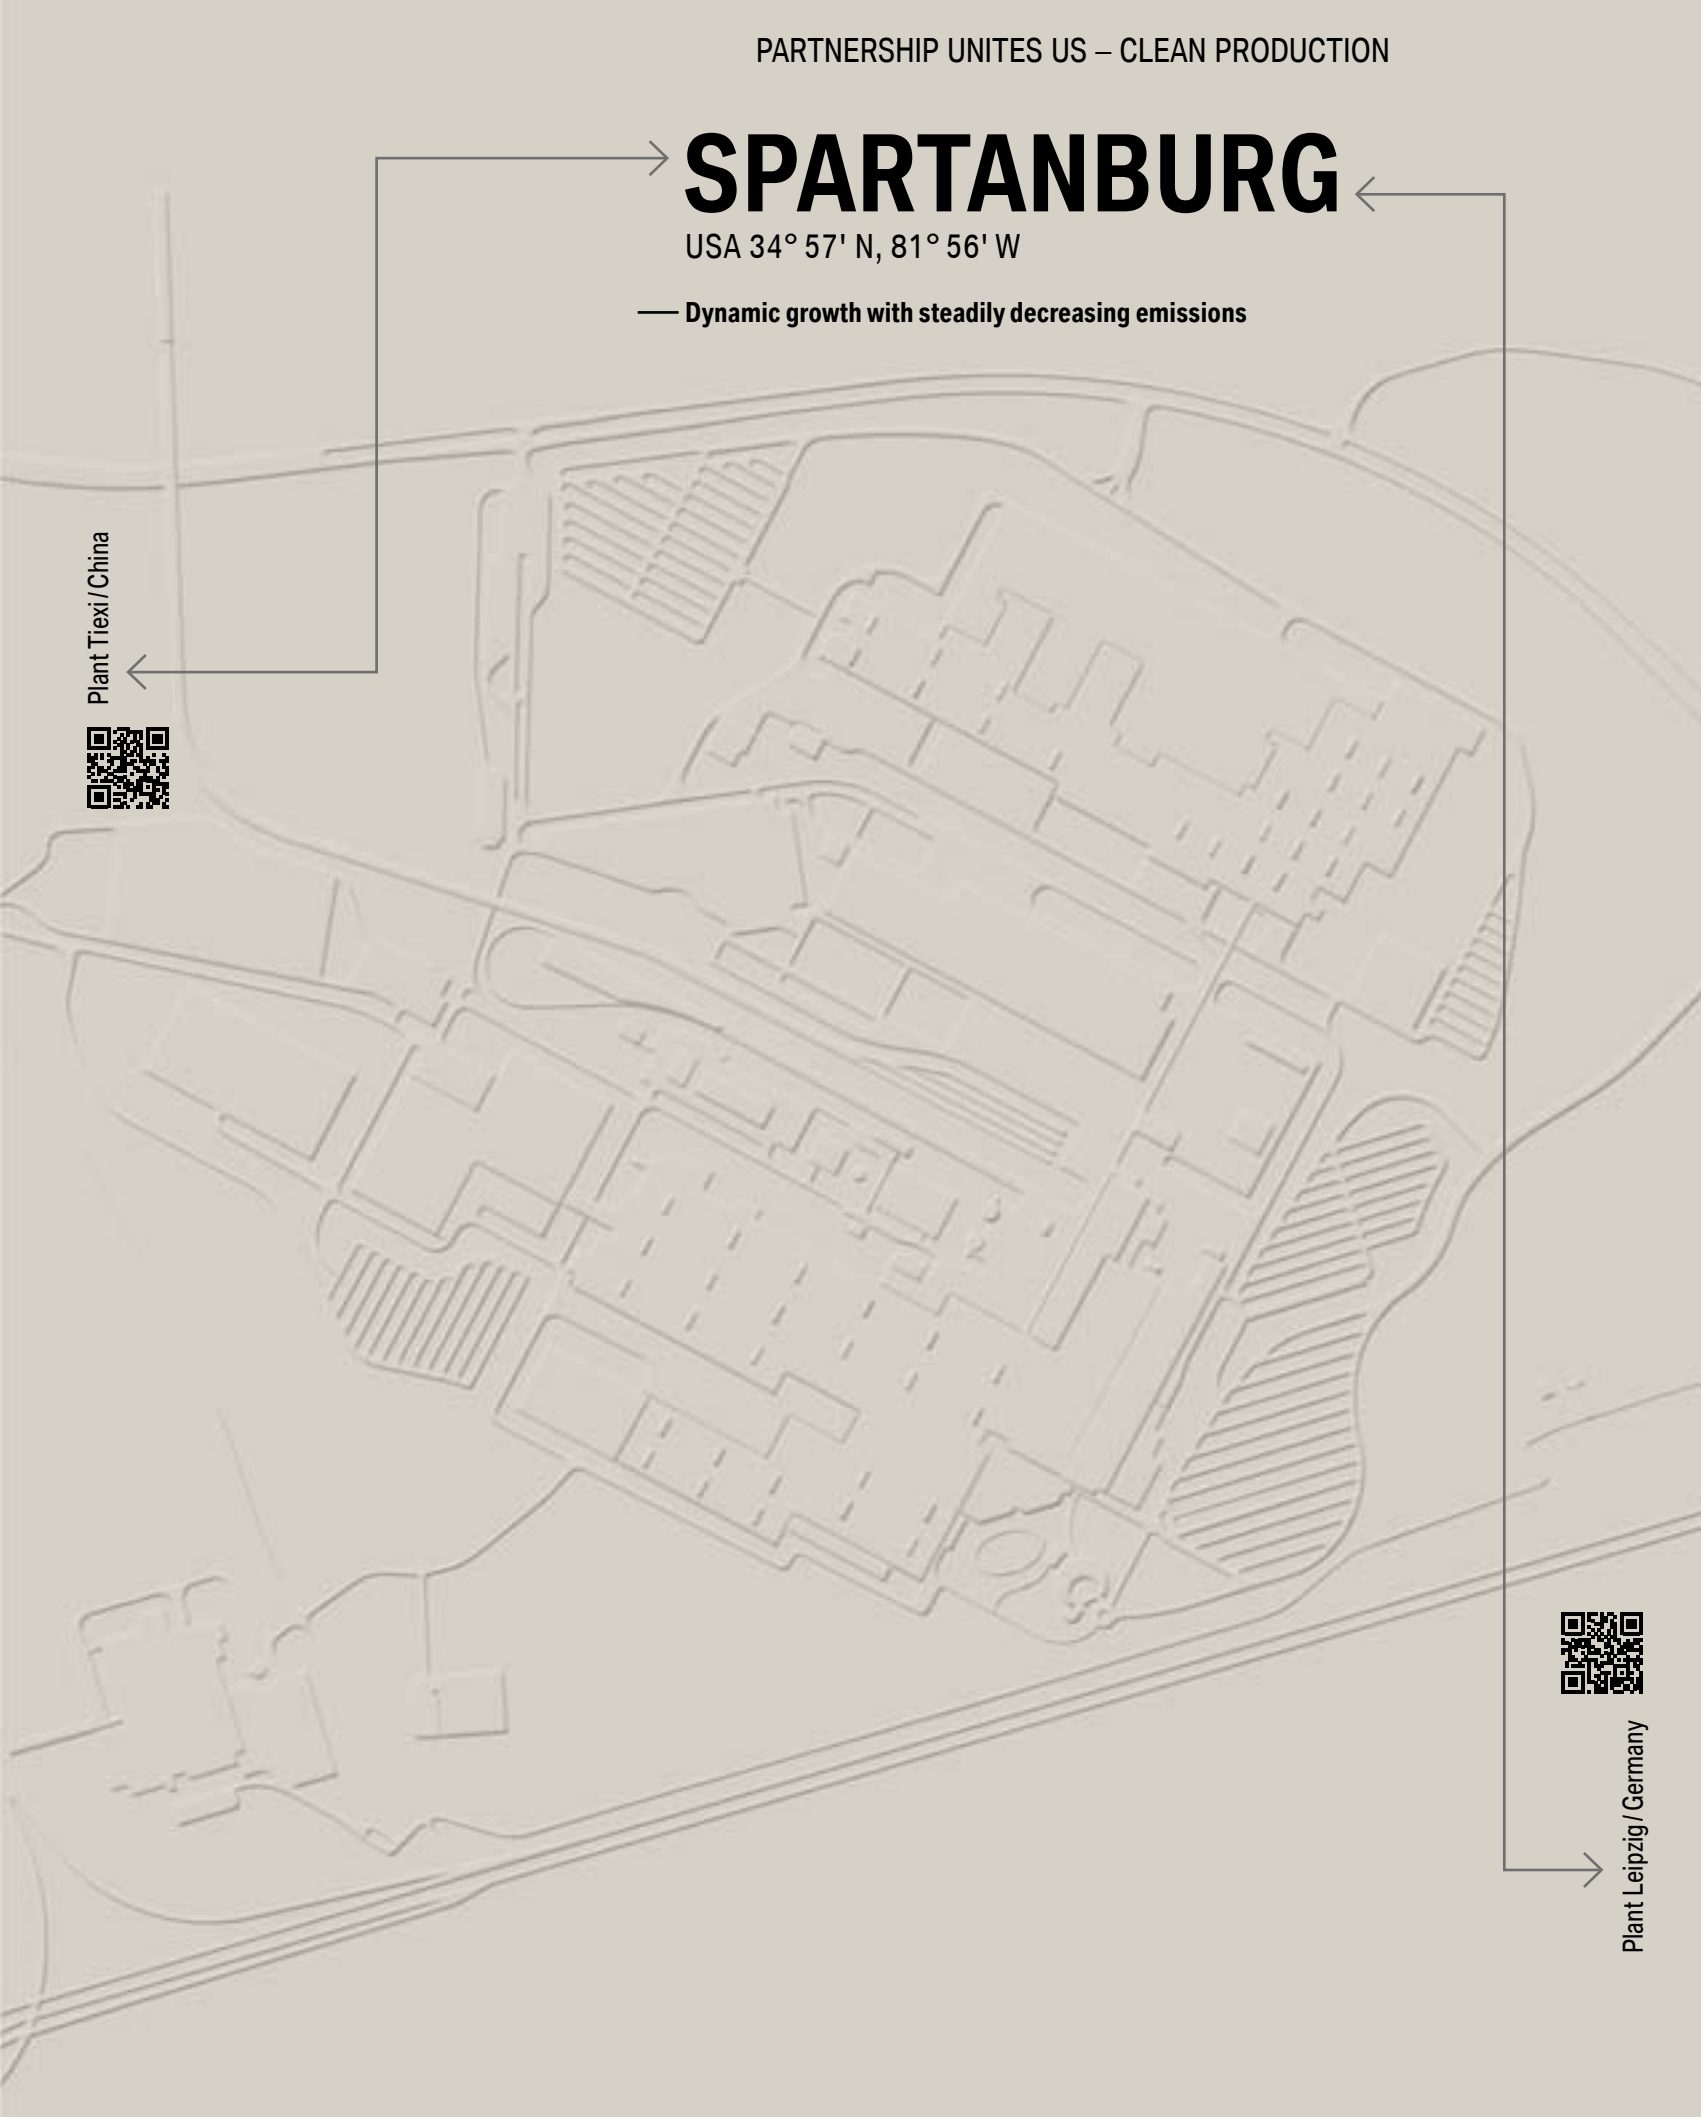 PARTNERSHIP UNITES US – CLEAN PRODUCTION
SPARTANBURG
USA 34° 57' N, 81° 56' W
Dynamic growth with steadily decreasing emissions
Plant Tiexi / China
Plant Leipzig / Germany